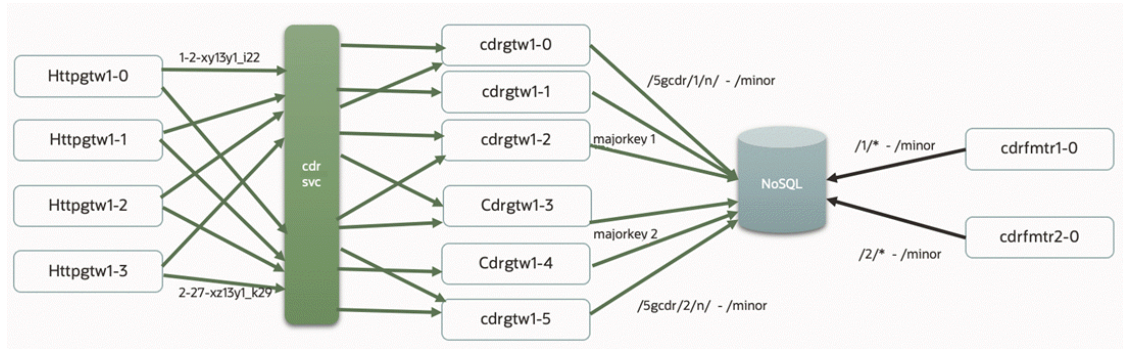 1-2-xy13y1_i22
Httpgtw1-0
Httpgtw1-1
Httpgtw1-2
Httpgtw1-3
2-27-xz13y1_k29
cdr
svc
cdrgtw1-0
cdrgtw1-1
cdrgtw1-2
Cdrgtw1-3
Cdrgtw1-4
cdrgtw1-5
/5gcdr/1/n/ - /minor
majorkey 1
majorkey 2
/5gcdr/2/n/ - /minor
NoSQL
/1/* - /minor
/2/* - /minor
cdrfmtr1-0
cdrfmtr2-0